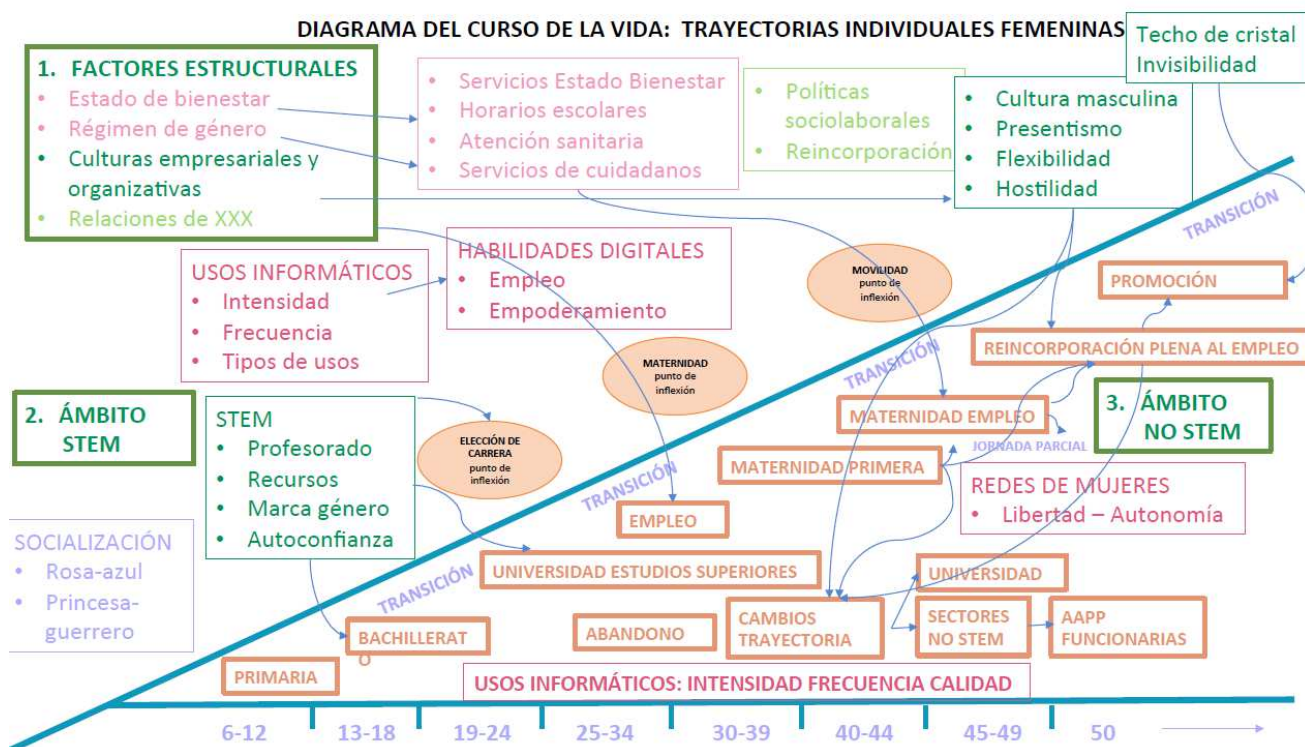 DIAGRAMA DEL CURSO DE LA VIDA: TRAYECTORIAS INDIVIDUALES FEMENINAS
1. FACTORES ESTRUCTURALES
• Estado de bienestar
• Régimen de género
• Culturas empresariales y
organizativas
• Relaciones de XXX
• Servicios Estado Bienestar
• Horarios escolares
• Atención sanitaria
• Servicios de cuidadanos
• Políticas
sociolaborales
• Reincorporación
• Cultura masculina
• Presentismo
• Flexibilidad
• Hostilidad
Techo de cristal
Invisibilidad
USOS INFORMÁTICOS
• Intensidad
• Frecuencia
• Tipos de usos
HABILIDADES DIGITALES
• Empleo
• Empoderamiento
MOVILIDAD
punto de
inflexión
TRANSICIÓN
PROMOCIÓN
MATERNIDAD
punto de
inflexión
TRANSICIÓN
REINCORPORACIÓN PLENA AL EMPLEO
2. ÁMBITO
STEM
STEM
• Profesorado
• Recursos
• Marca género
• Autoconfianza
ELECCIÓN DE
CARRERA
punto de
inflexión
TRANSICIÓN
MATERNIDAD EMPLEO
JORNADA PARCIAL
3. ÁMBITO
NO STEM
MATERNIDAD PRIMERA
REDES DE MUJERES
• Libertad – Autonomía
EMPLEO
SOCIALIZACIÓN
• Rosa-azul
• Princesa-
guerrero
TRANSICIÓN
UNIVERSIDAD ESTUDIOS SUPERIORES
UNIVERSIDAD
BACHILLERAT
O
ABANDONO
CAMBIOS
TRAYECTORIA
SECTORES
NO STEM
AAPP
FUNCIONARIAS
PRIMARIA
USOS INFORMÁTICOS: INTENSIDAD FRECUENCIA CALIDAD
6-12 13-18 19-24 25-34 30-39 40-44 45-49 50